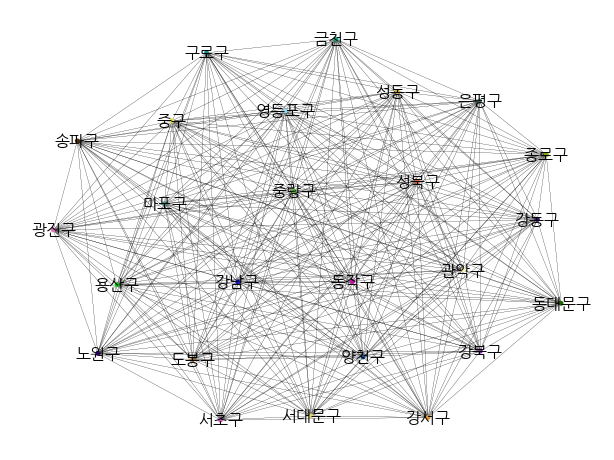 금천구
구로구
성동구
은평구
영등포구
중구
송파구
종로구
성북구
중랑구
마포구
강동구
광진구
관악구
강남구
동작구
용산구
동대문구
노원구
강북구
양천구
도봉구
서대문구
강서구
서초구